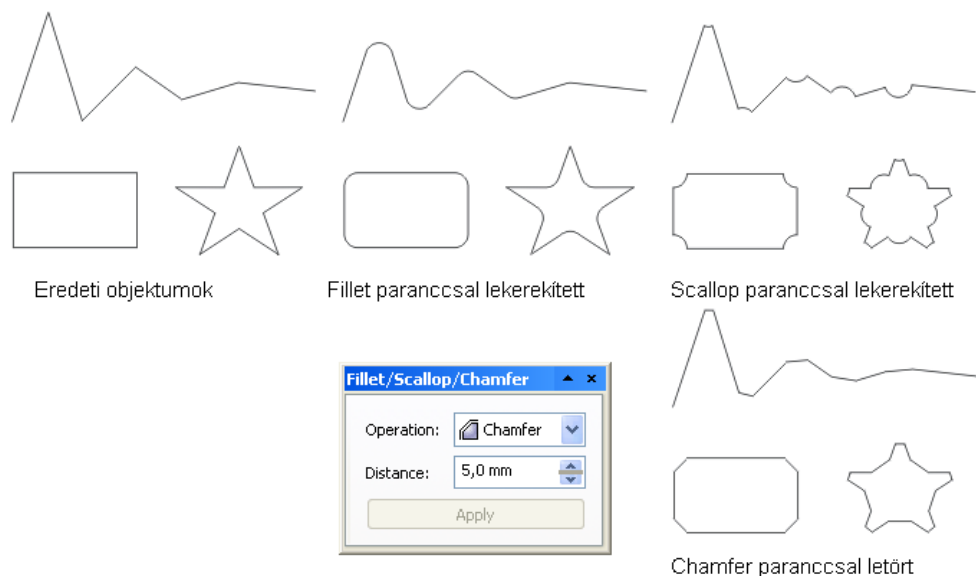 Eredeti objektumok
Fillet paranccsal lekerekített
Scallop paranccsal lekerekített
Fillet/Scallop/Chamfer
Operation: Chamfer
Distance: 5,0 mm
Apply
Chamfer paranccsal letört